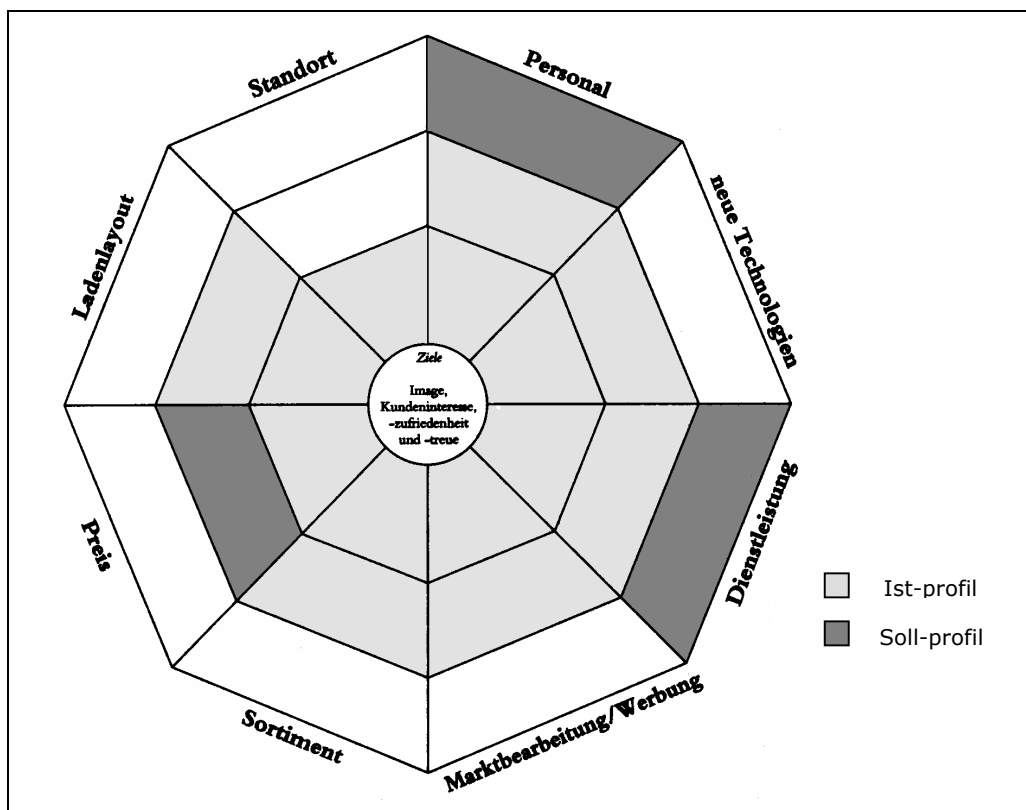 Standort
Personal
neue Technologien
Ladenlayout
Ziele
Image,
Kundeninteresse,
-zufriedenheit
und -treue
Preis
Dienstleistung
Sortiment
Marktbearbeitung/Werbung
Ist-profil
Soll-profil